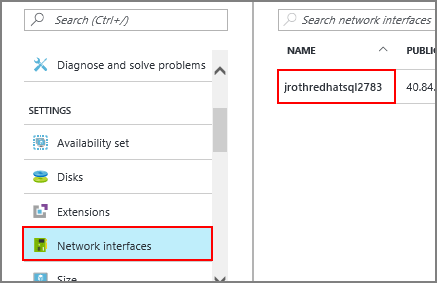 Search (Ctrl+/)
Diagnose and solve problems
SETTINGS
Availability set
Disks
Extensions
Network interfaces
Size
Search network interfaces
NAME
jrothredhatsql2783
40.84.